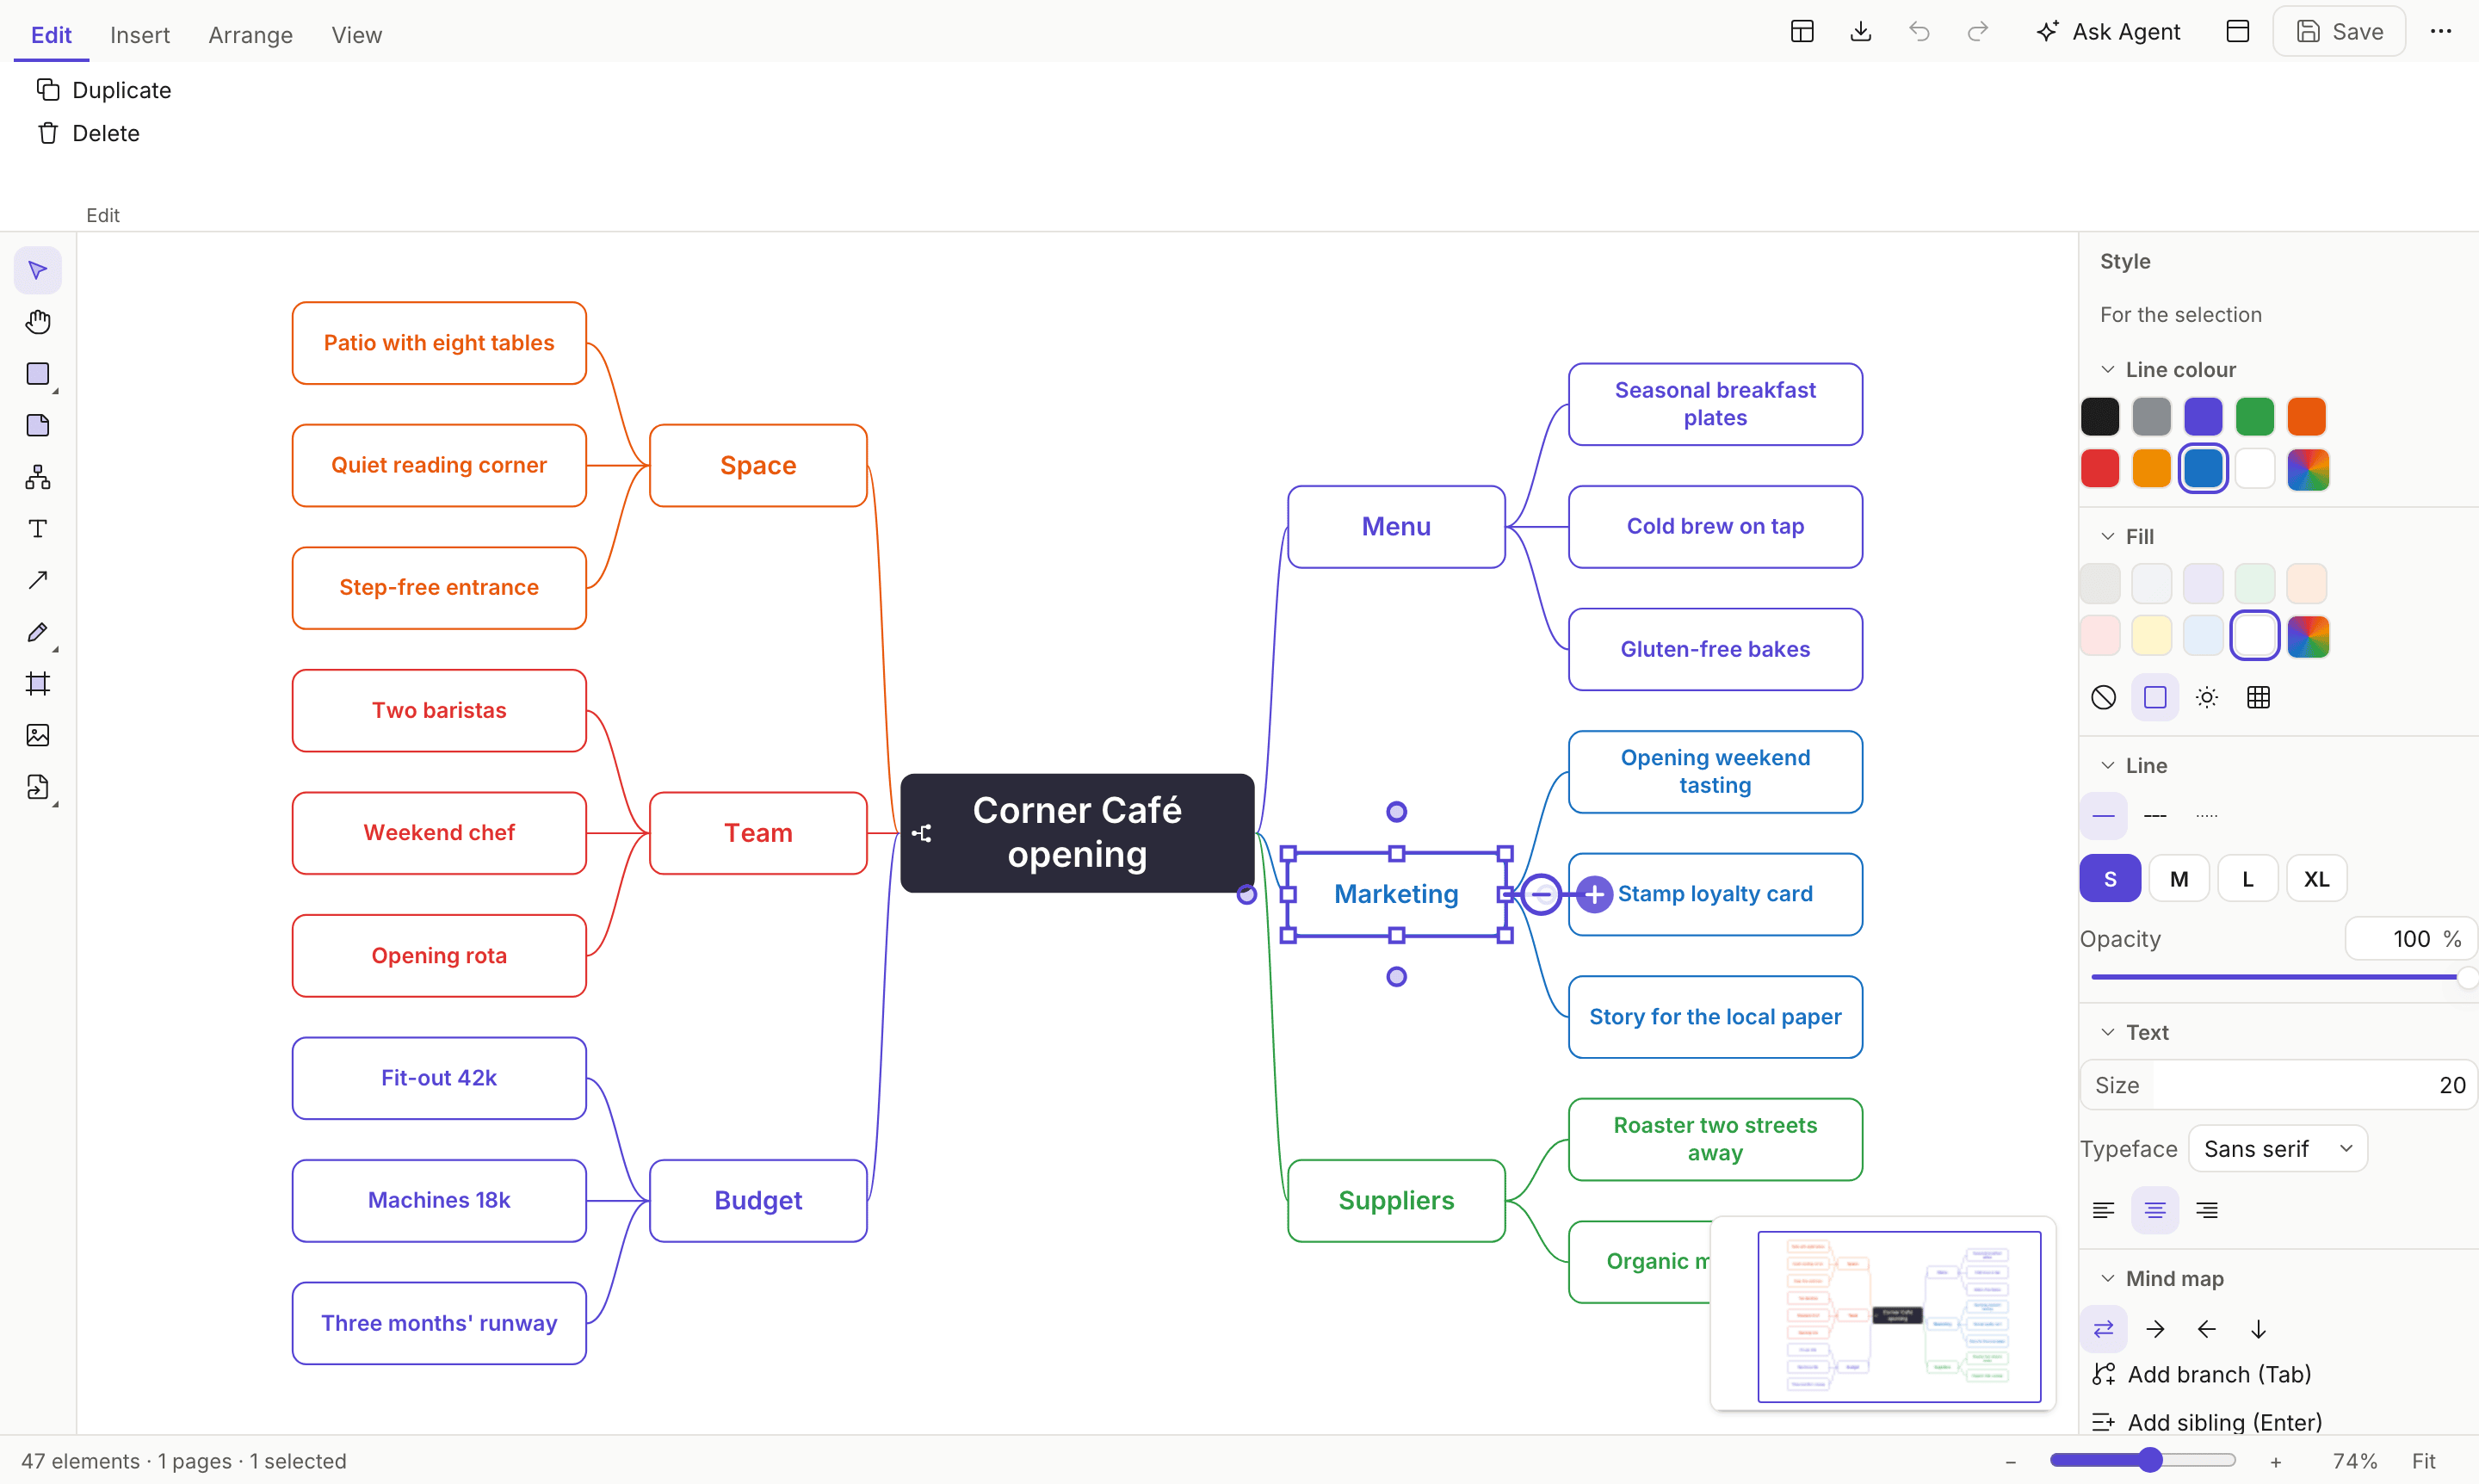 Edit Insert Arrange View
Ask Agent
Save
Duplicate
Delete
Edit
Patio with eight tables
Quiet reading corner
Step-free entrance
Space
Two baristas
Weekend chef
Opening rota
Team
Fit-out 42k
Machines 18k
Three months' runway
Budget
Corner Café
opening
Menu
Seasonal breakfast
plates
Cold brew on tap
Gluten-free bakes
Marketing
Opening weekend
tasting
Stamp loyalty card
Story for the local paper
Suppliers
Roaster two streets
away
Organic
Style
For the selection
Line colour
Fill
Line
S M L XL
Opacity 100 %
Text
Size 20
Typeface Sans serif
Mind map
Add branch (Tab)
Add sibling (Enter)
47 elements · 1 pages · 1 selected
74% Fit